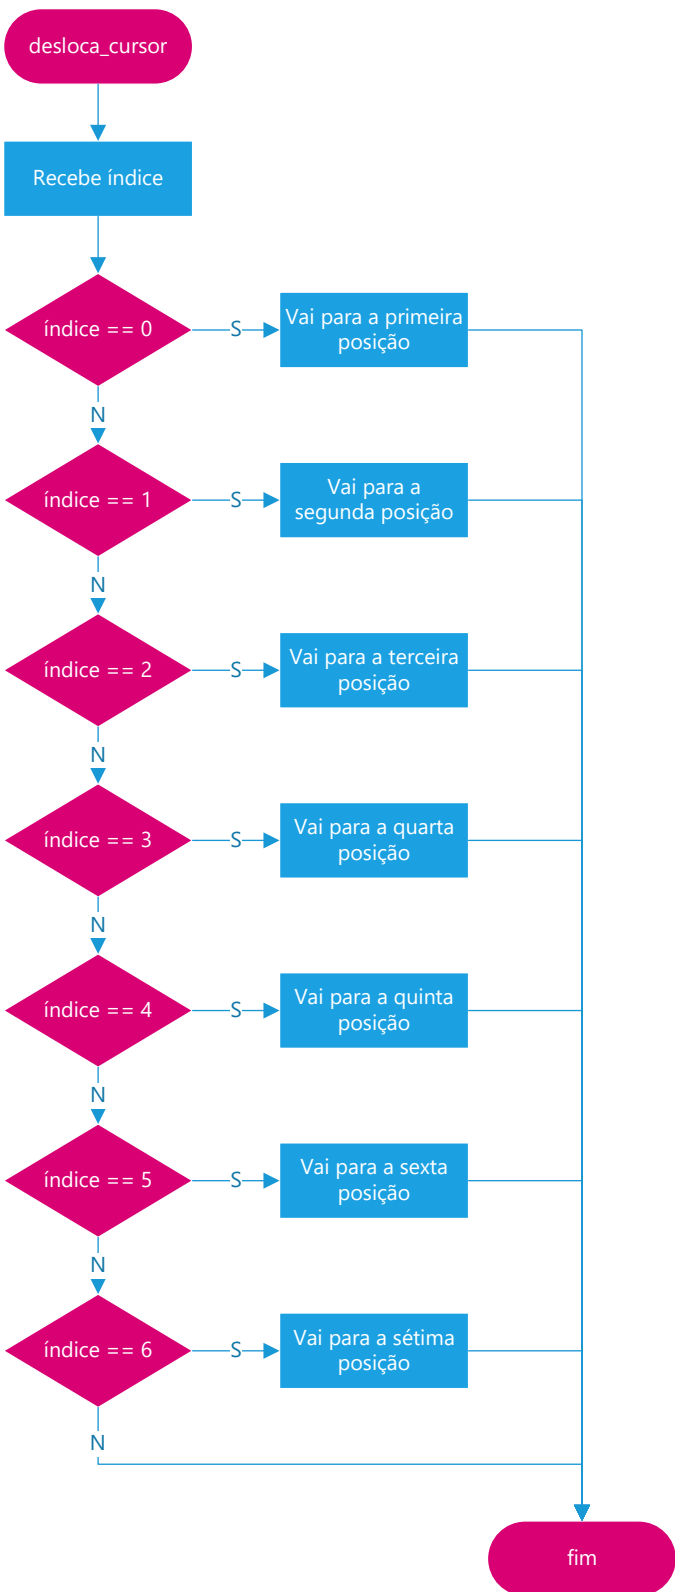 desloca_cursor
Recebe índice
índice == 0
S
Vai para a primeira
posição
N
índice == 1
S
Vai para a
segunda posição
N
índice == 2
S
Vai para a terceira
posição
N
índice == 3
S
Vai para a quarta
posição
N
índice == 4
S
Vai para a quinta
posição
N
índice == 5
S
Vai para a sexta
posição
N
índice == 6
S
Vai para a sétima
posição
N
fim